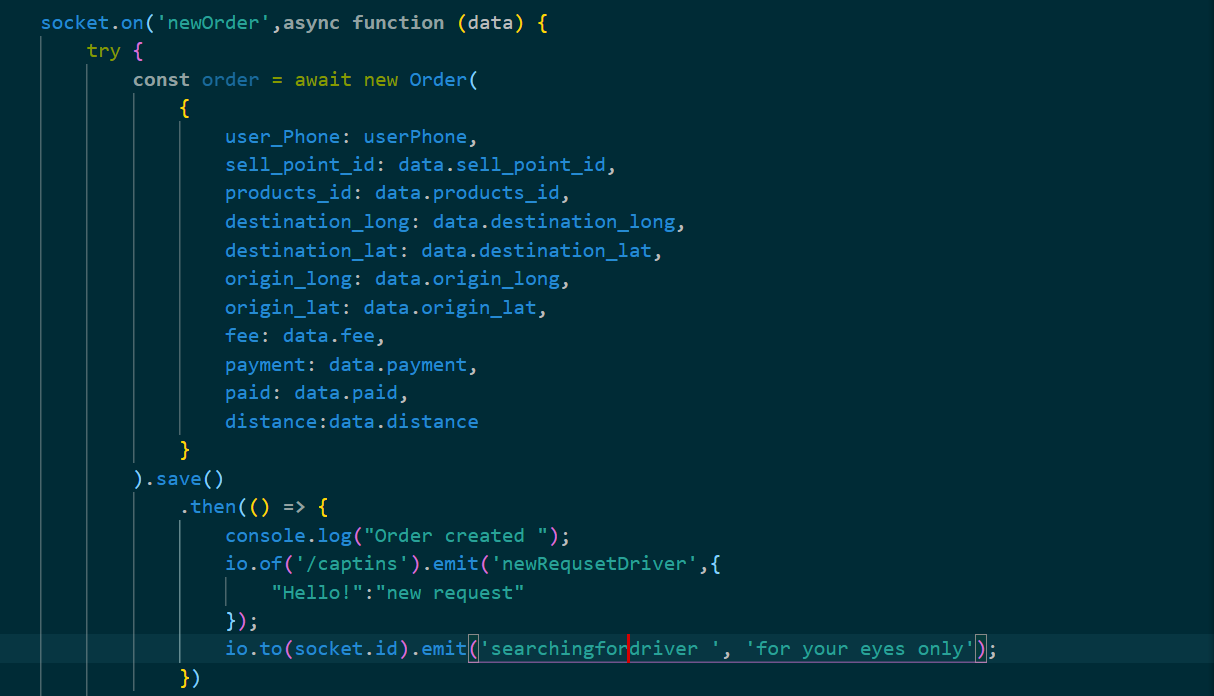 socket.on('newOrder',async function (data) {
try {
const order = await new Order(
{
user_Phone: userPhone,
sell_point_id: data.sell_point_id,
products_id: data.products_id,
destination_long: data.destination_long,
destination_lat: data.destination_lat,
origin_long: data.origin_long,
origin_lat: data.origin_lat,
fee: data.fee,
payment: data.payment,
paid: data.paid,
distance:data.distance
}
).save()
.then(() => {
console.log("Order created ");
io.of('/captins').emit('newRequsetDriver',{
"Hello!":"new request"
});
io.to(socket.id).emit('searchingfordriver ', 'for your eyes only');
})